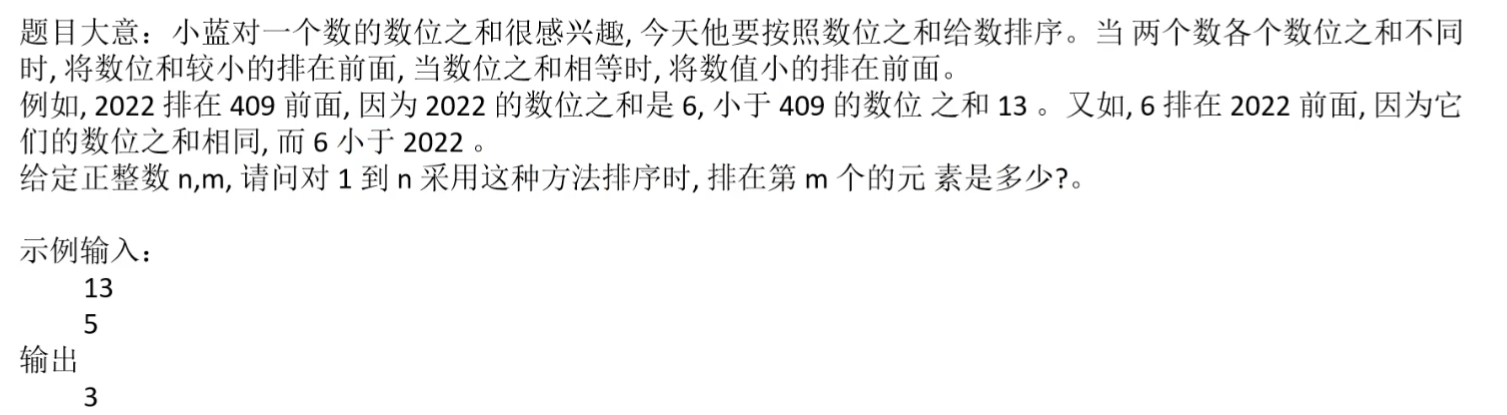 题目大意：小蓝对一个数的数位之和很感兴趣, 今天他要按照数位之和给数排序。当 两个数各个数位之和不同
时, 将数位和较小的排在前面, 当数位之和相等时, 将数值小的排在前面。
例如, 2022 排在 409 前面, 因为 2022 的数位之和是 6, 小于 409 的数位 之和 13 。又如, 6 排在 2022 前面, 因为它
们的数位之和相同, 而 6 小于 2022 。
给定正整数 n,m, 请问对 1 到 n 采用这种方法排序时, 排在第 m 个的元 素是多少?。
示例输入：
13
5
输出
3